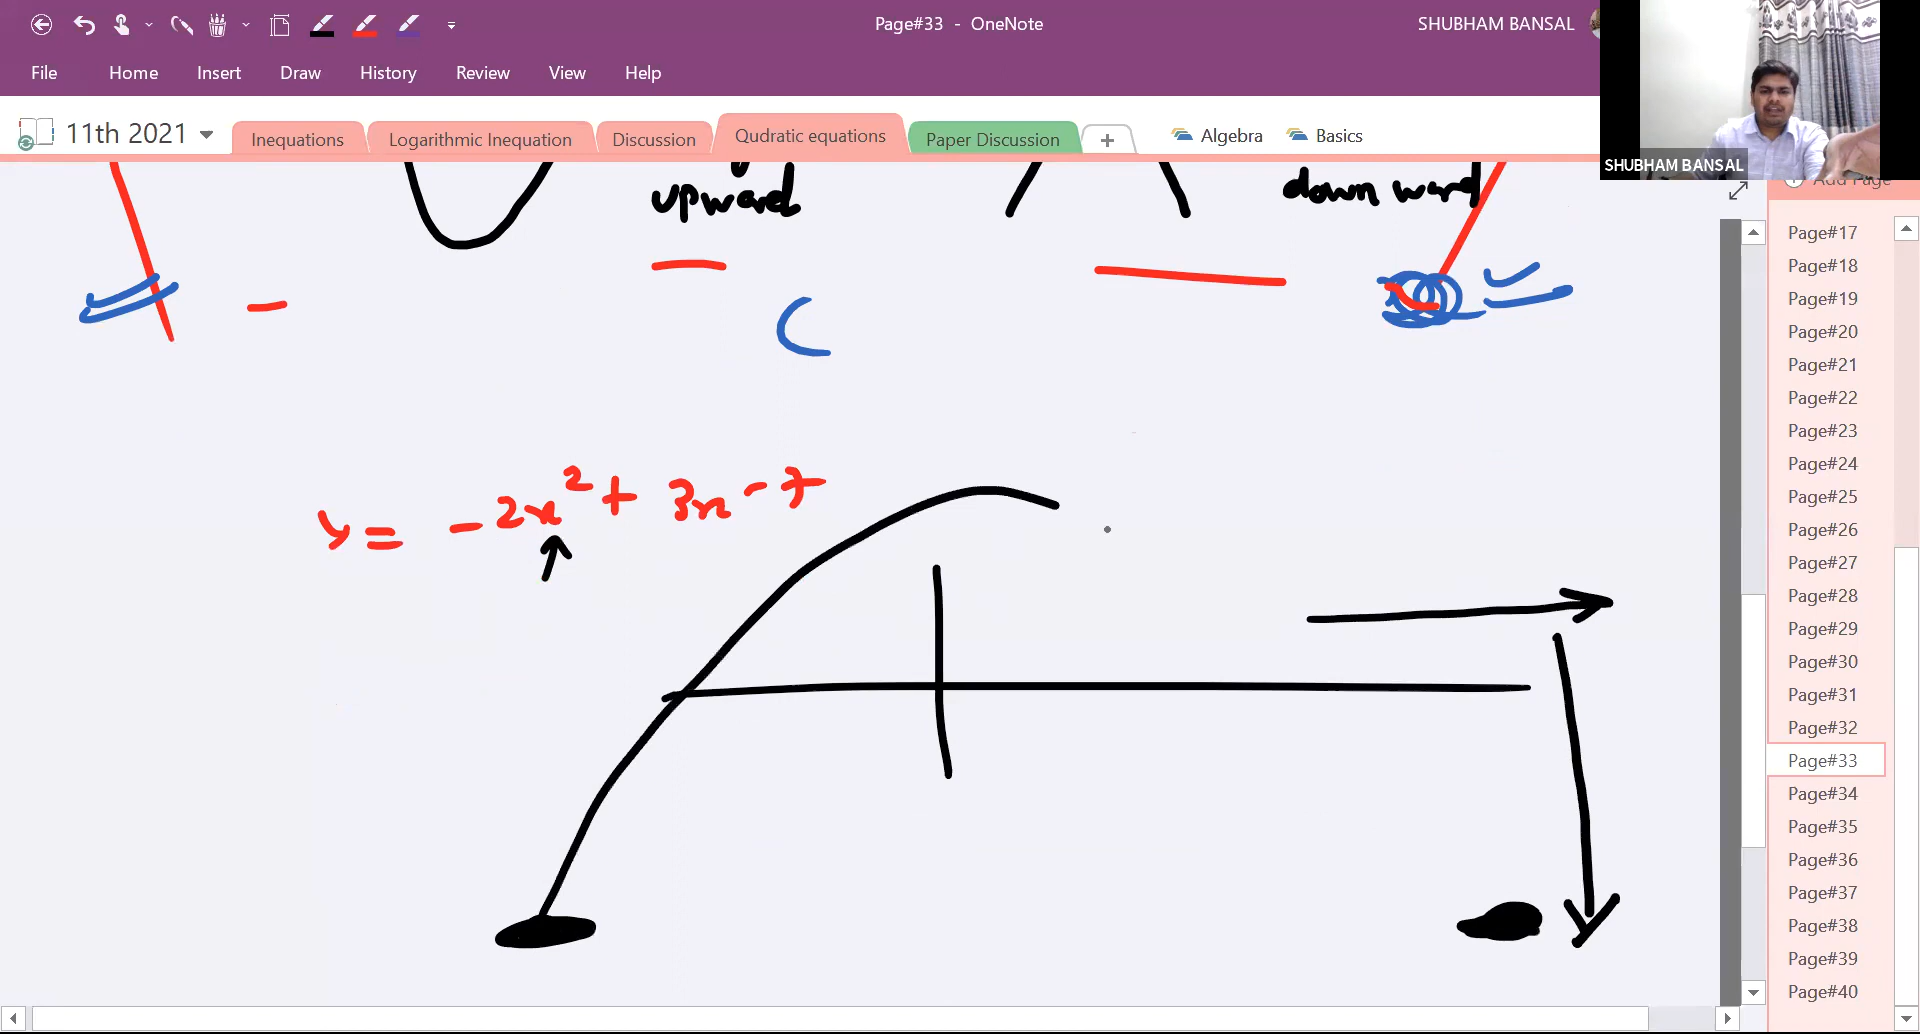 Page#33 - OneNote
SHUBHAM BANSAL
File Home Insert Draw History Review View Help
11th 2021
Inequations Logarithmic Inequation Discussion Qudratic equations Paper Discussion + Algebra Basics
SHUBHAM BANSAL
Add Page
upward
down ward
y = -2x² + 3x - 7
Page#17
Page#18
Page#19
Page#20
Page#21
Page#22
Page#23
Page#24
Page#25
Page#26
Page#27
Page#28
Page#29
Page#30
Page#31
Page#32
Page#33
Page#34
Page#35
Page#36
Page#37
Page#38
Page#39
Page#40